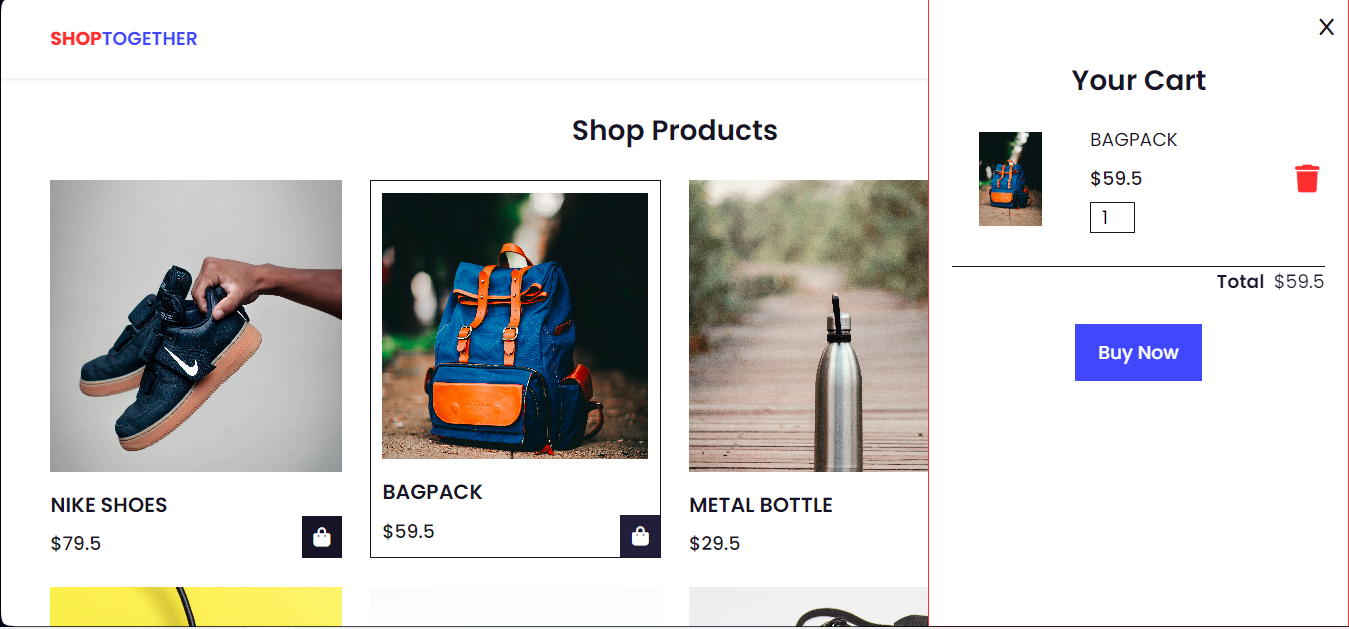 SHOPTOGETHER
Shop Products
NIKE SHOES
$79.5
BAGPACK
$59.5
METAL BOTTLE
$29.5
X
Your Cart
BAGPACK
$59.5
1
Total $59.5
Buy Now